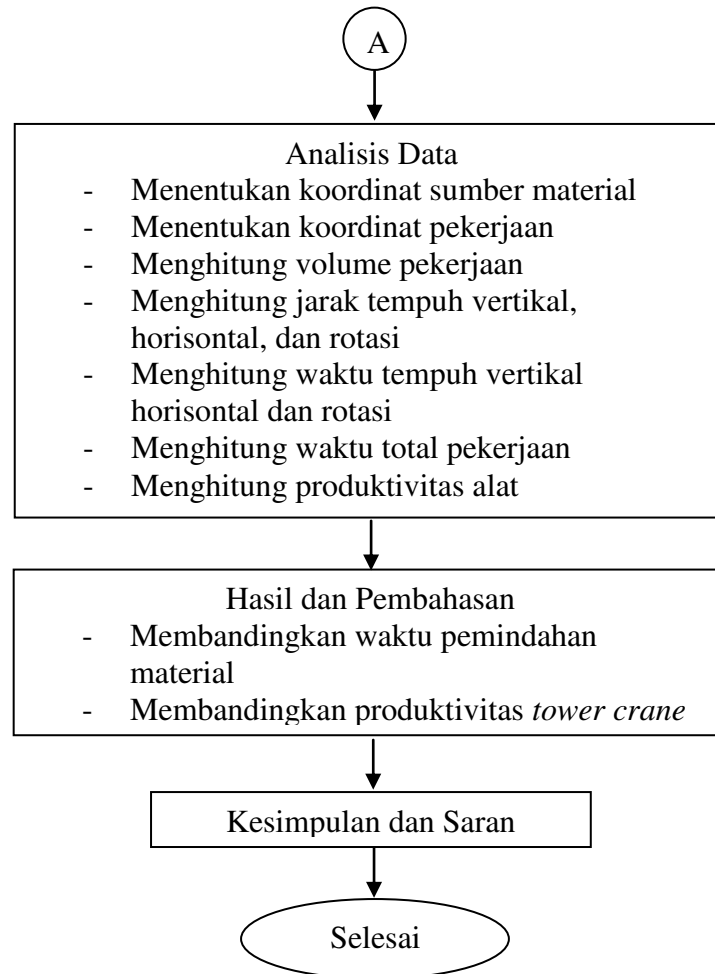 A
Analisis Data
- Menentukan koordinat sumber material
- Menentukan koordinat pekerjaan
- Menghitung volume pekerjaan
- Menghitung jarak tempuh vertikal,
horisontal, dan rotasi
- Menghitung waktu tempuh vertikal
horisontal dan rotasi
- Menghitung waktu total pekerjaan
- Menghitung produktivitas alat
Hasil dan Pembahasan
- Membandingkan waktu pemindahan
material
- Membandingkan produktivitas tower crane
Kesimpulan dan Saran
Selesai